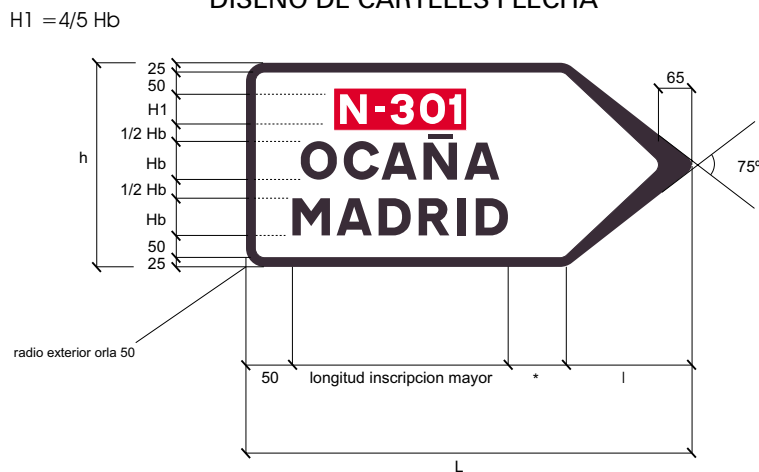 DISEÑO DE CARTELES FLECHA
H1 =4/5 Hb
25
50
H1
1/2 Hb
Hb
1/2 Hb
Hb
50
25
h
N-301
OCAÑA
MADRID
65
75º
radio exterior orla 50
50 longitud inscripcion mayor * l
L